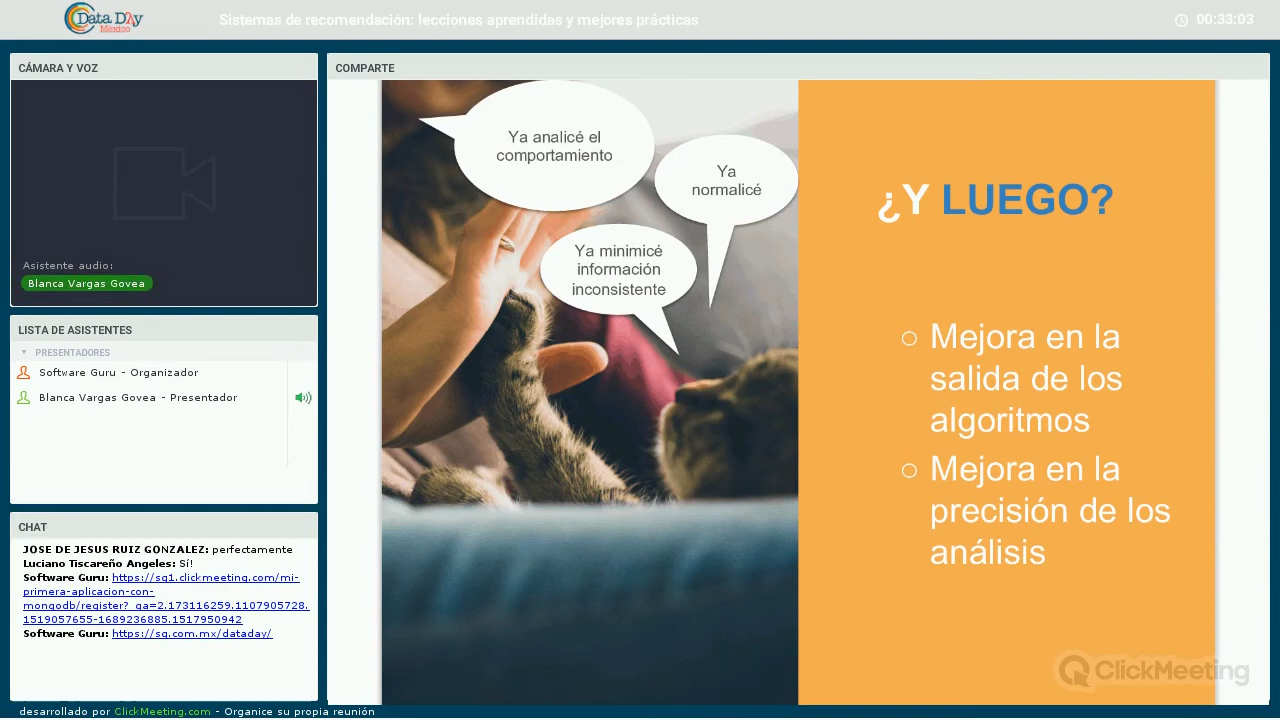 Data Day
México
Sistemas de recomendación: lecciones aprendidas y mejores prácticas
00:33:03
CÁMARA Y VOZ
Asistente audio:
Blanca Vargas Govea
LISTA DE ASISTENTES
PRESENTADORES
Software Guru - Organizador
Blanca Vargas Govea - Presentador
CHAT
JOSE DE JESUS RUIZ GONZALEZ: perfectamente
Luciano Tiscareño Angeles: Sí!
Software Guru: https://sg1.clickmeeting.com/mi-
primera-aplicacion-con-
mongodb/register?_ga=2.173116259.1107905728.
1519057655-1689236885.1517950942
Software Guru: https://sg.com.mx/dataday/
COMPARTE
Ya analicé el
comportamiento
Ya
normalicé
Ya minimicé
información
inconsistente
¿Y LUEGO?
○ Mejora en la
salida de los
algoritmos
○ Mejora en la
precisión de los
análisis
ClickMeeting
desarrollado por ClickMeeting.com - Organice su propia reunión